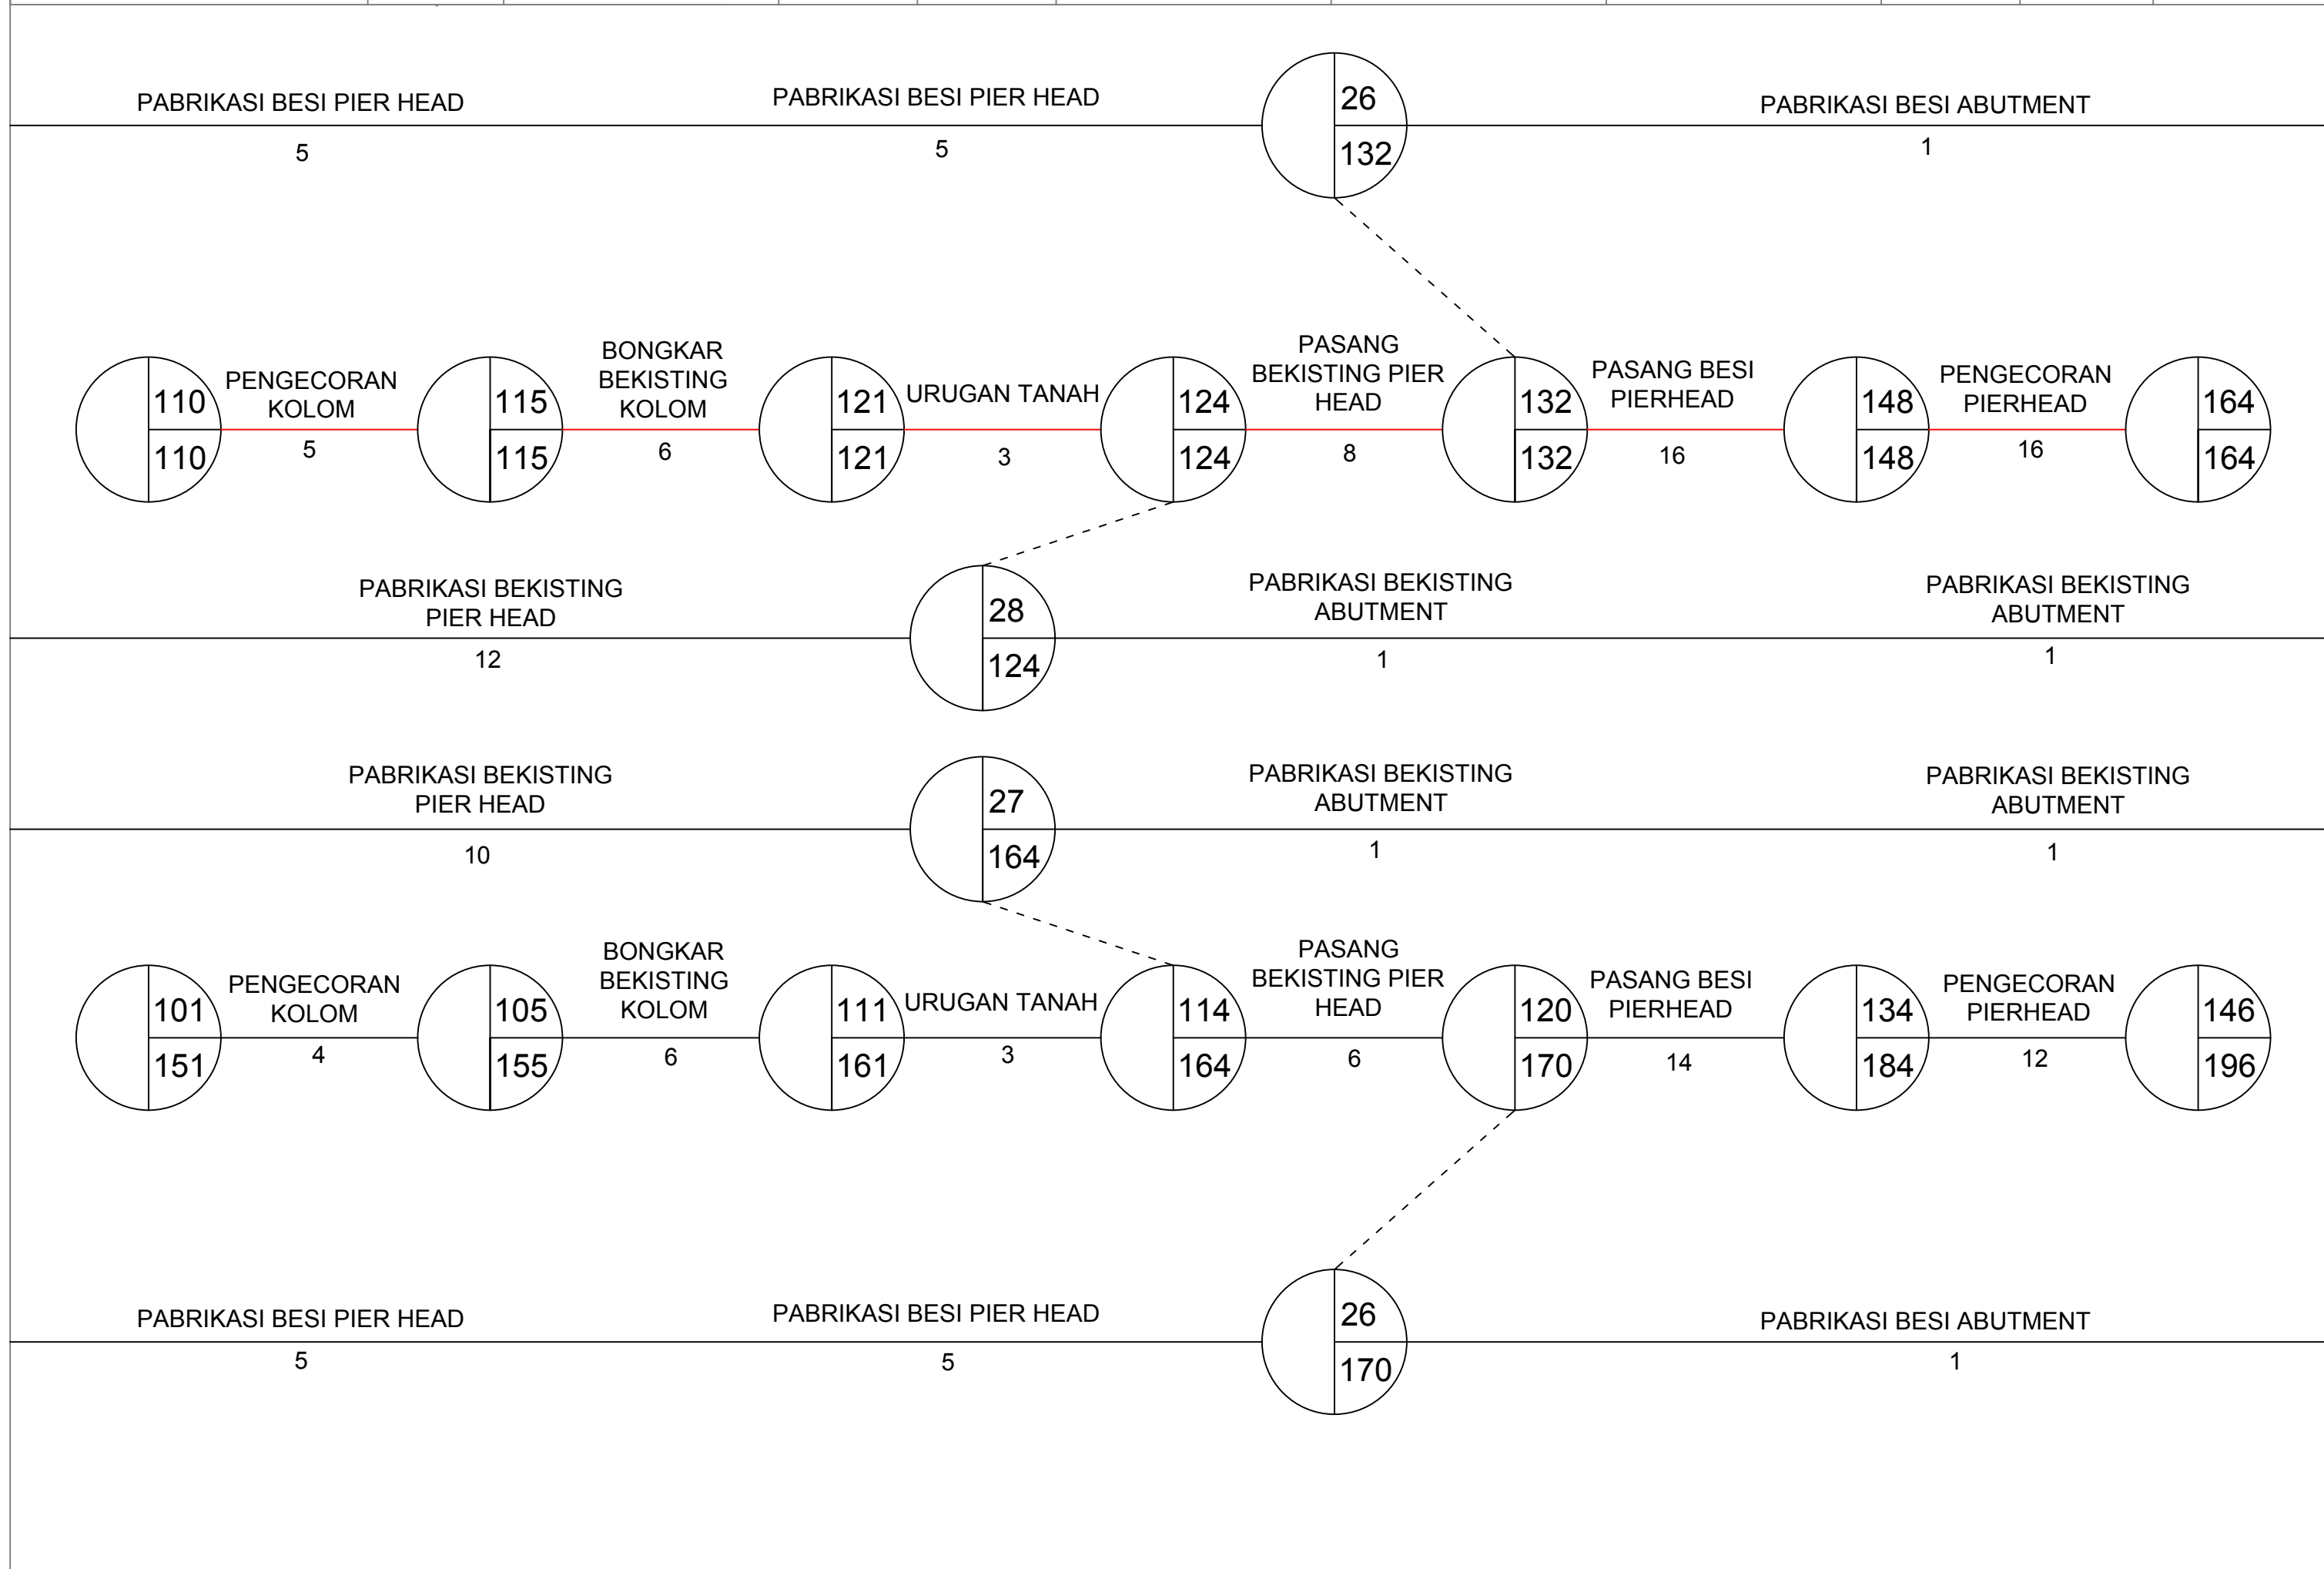 PABRIKASI BESI PIER HEAD
5
PABRIKASI BESI PIER HEAD
5
26
132
PABRIKASI BESI ABUTMENT
1
110
110
PENGECORAN
KOLOM
5
115
115
BONGKAR
BEKISTING
KOLOM
6
121
121
URUGAN TANAH
3
124
124
PASANG
BEKISTING PIER
HEAD
8
132
132
PASANG BESI
PIERHEAD
16
148
148
PENGECORAN
PIERHEAD
16
164
164
PABRIKASI BEKISTING
PIER HEAD
12
28
124
PABRIKASI BEKISTING
ABUTMENT
1
PABRIKASI BEKISTING
ABUTMENT
1
PABRIKASI BEKISTING
PIER HEAD
10
27
164
PABRIKASI BEKISTING
ABUTMENT
1
PABRIKASI BEKISTING
ABUTMENT
1
101
151
PENGECORAN
KOLOM
4
105
155
BONGKAR
BEKISTING
KOLOM
6
111
161
URUGAN TANAH
3
114
164
PASANG
BEKISTING PIER
HEAD
6
120
170
PASANG BESI
PIERHEAD
14
134
184
PENGECORAN
PIERHEAD
12
146
196
PABRIKASI BESI PIER HEAD
5
PABRIKASI BESI PIER HEAD
5
26
170
PABRIKASI BESI ABUTMENT
1